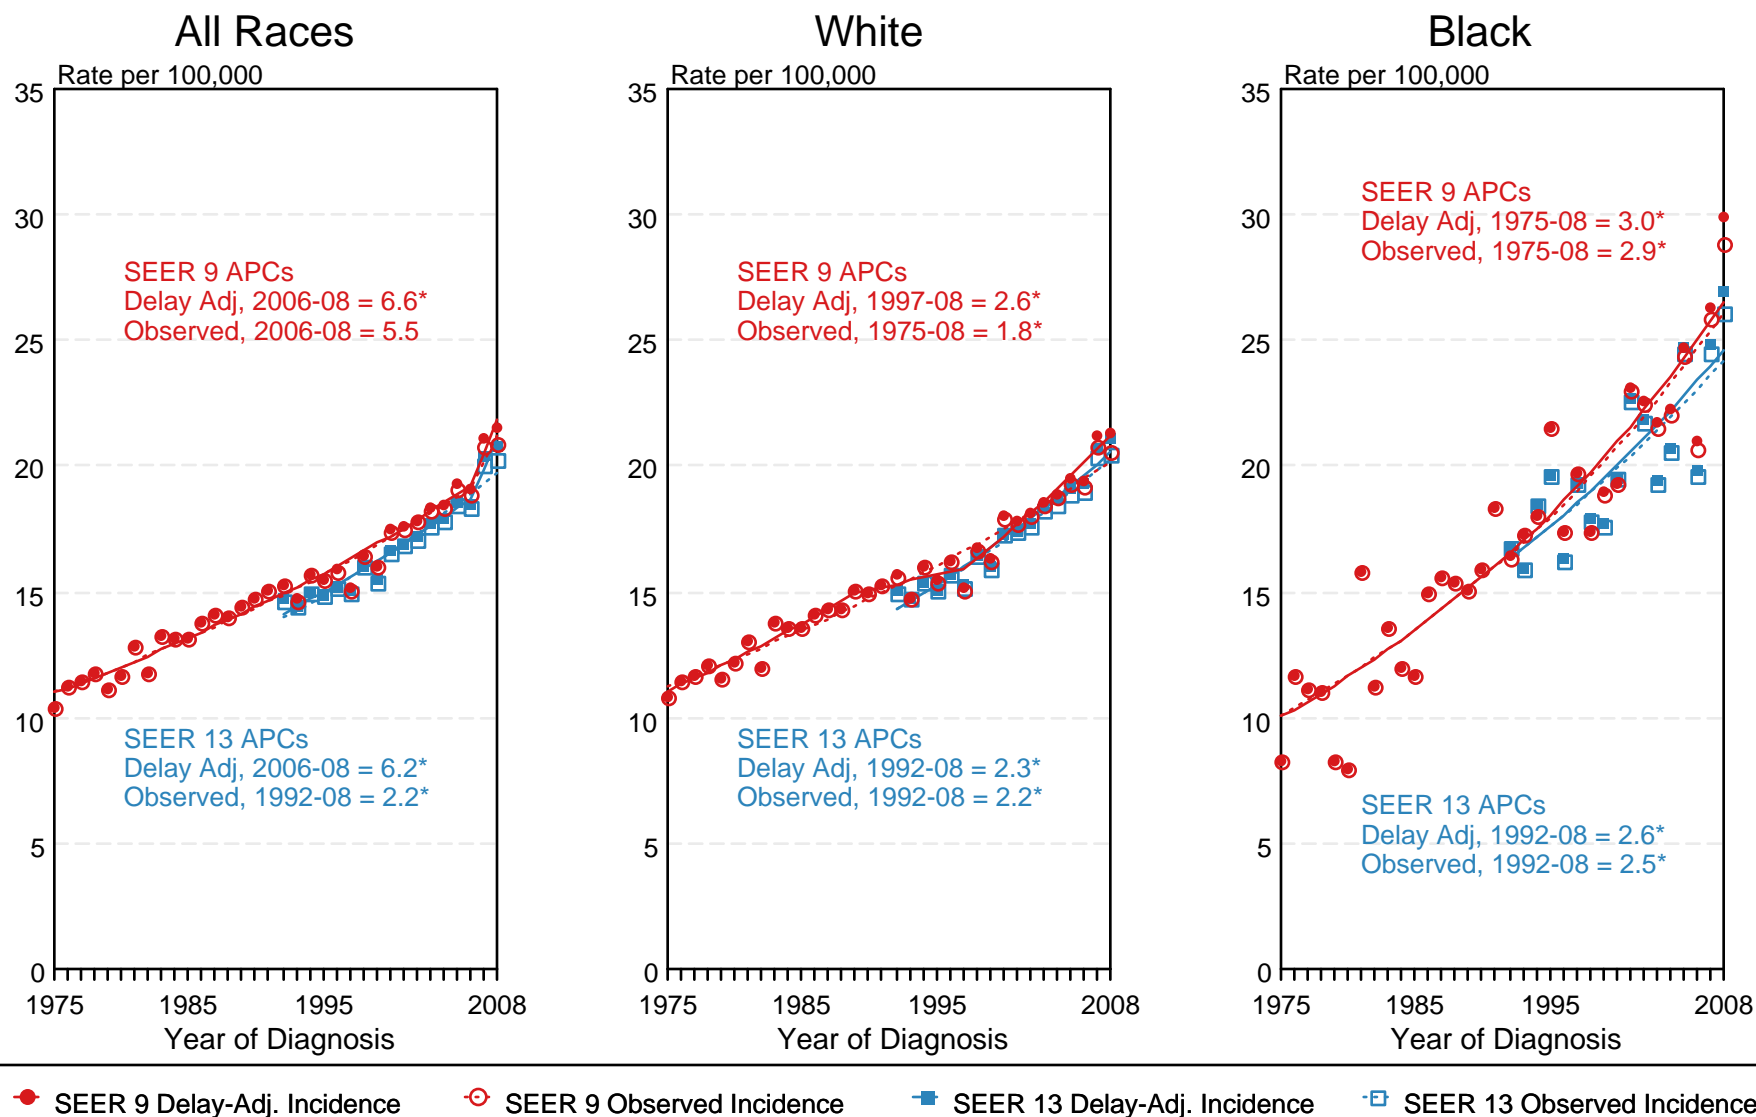 All Races
Rate per 100,000
35
30
25
20
15
10
5
0
SEER 9 APCs
Delay Adj, 2006-08 = 6.6*
Observed, 2006-08 = 5.5
SEER 13 APCs
Delay Adj, 2006-08 = 6.2*
Observed, 1992-08 = 2.2*
1975 1985 1995 2008
Year of Diagnosis
White
Rate per 100,000
35
30
25
20
15
10
5
0
SEER 9 APCs
Delay Adj, 1997-08 = 2.6*
Observed, 1975-08 = 1.8*
SEER 13 APCs
Delay Adj, 1992-08 = 2.3*
Observed, 1992-08 = 2.2*
1975 1985 1995 2008
Year of Diagnosis
Black
Rate per 100,000
35
30
25
20
15
10
5
0
SEER 9 APCs
Delay Adj, 1975-08 = 3.0*
Observed, 1975-08 = 2.9*
SEER 13 APCs
Delay Adj, 1992-08 = 2.6*
Observed, 1992-08 = 2.5*
1975 1985 1995 2008
Year of Diagnosis
SEER 9 Delay-Adj. Incidence SEER 9 Observed Incidence SEER 13 Delay-Adj. Incidence SEER 13 Observed Incidence